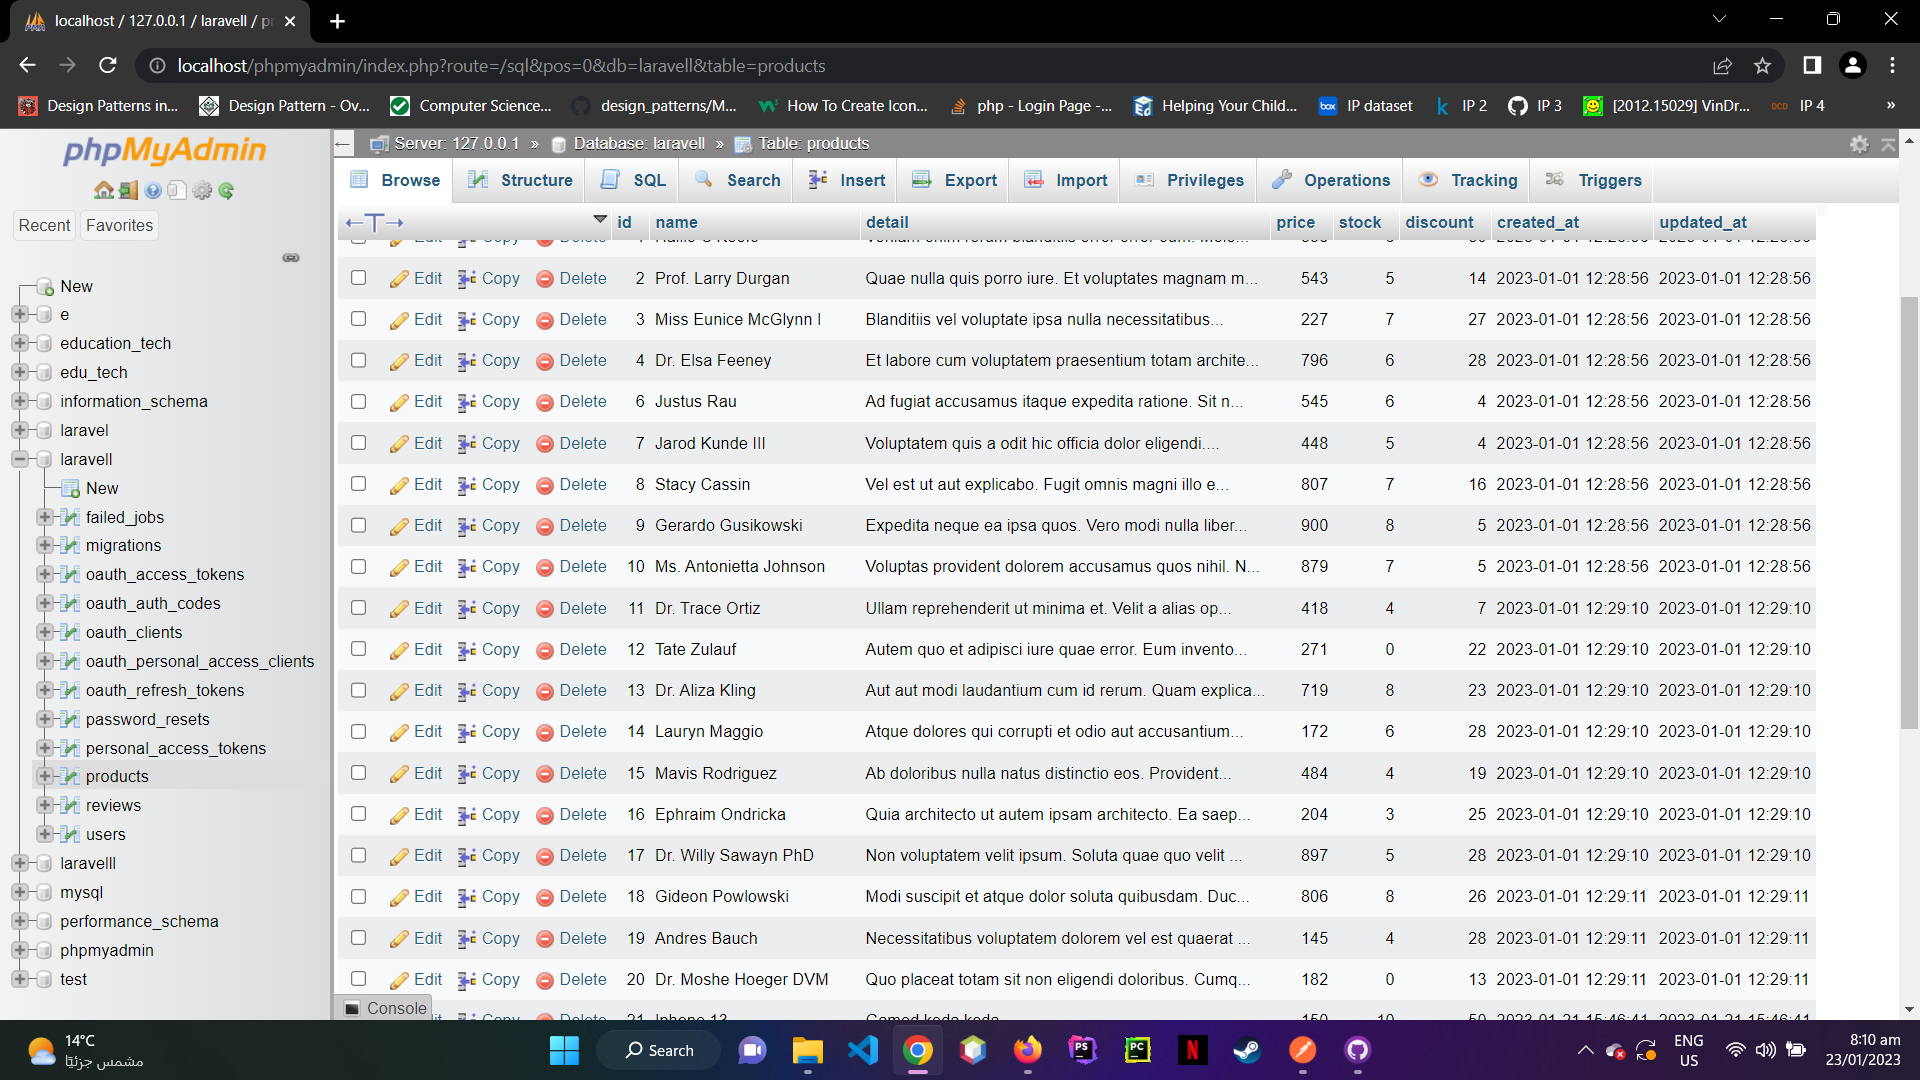 localhost / 127.0.0.1 / laravell / pr
localhost/phpmyadmin/index.php?route=/sql&pos=0&db=laravell&table=products
Design Patterns in... Design Pattern - Ov... Computer Science... design_patterns/M... How To Create Icon... php - Login Page -... Helping Your Child... box IP dataset k IP 2 IP 3 [2012.15029] VinDr... DCD IP 4 »
phpMyAdmin
Recent Favorites
New
e
education_tech
edu_tech
information_schema
laravel
laravell
New
failed_jobs
migrations
oauth_access_tokens
oauth_auth_codes
oauth_clients
oauth_personal_access_clients
oauth_refresh_tokens
password_resets
personal_access_tokens
products
reviews
users
laravelll
mysql
performance_schema
phpmyadmin
test
Server: 127.0.0.1 » Database: laravell » Table: products
Browse Structure SQL Search Insert Export Import Privileges Operations Tracking Triggers
id name detail price stock discount created_at updated_at
Edit Copy Delete 2 Prof. Larry Durgan Quae nulla quis porro iure. Et voluptates magnam m... 543 5 14 2023-01-01 12:28:56 2023-01-01 12:28:56
Edit Copy Delete 3 Miss Eunice McGlynn I Blanditiis vel voluptate ipsa nulla necessitatibus... 227 7 27 2023-01-01 12:28:56 2023-01-01 12:28:56
Edit Copy Delete 4 Dr. Elsa Feeney Et labore cum voluptatem praesentium totam archite... 796 6 28 2023-01-01 12:28:56 2023-01-01 12:28:56
Edit Copy Delete 6 Justus Rau Ad fugiat accusamus itaque expedita ratione. Sit n... 545 6 4 2023-01-01 12:28:56 2023-01-01 12:28:56
Edit Copy Delete 7 Jarod Kunde III Voluptatem quis a odit hic officia dolor eligendi.... 448 5 4 2023-01-01 12:28:56 2023-01-01 12:28:56
Edit Copy Delete 8 Stacy Cassin Vel est ut aut explicabo. Fugit omnis magni illo e... 807 7 16 2023-01-01 12:28:56 2023-01-01 12:28:56
Edit Copy Delete 9 Gerardo Gusikowski Expedita neque ea ipsa quos. Vero modi nulla liber... 900 8 5 2023-01-01 12:28:56 2023-01-01 12:28:56
Edit Copy Delete 10 Ms. Antonietta Johnson Voluptas provident dolorem accusamus quos nihil. N... 879 7 5 2023-01-01 12:28:56 2023-01-01 12:28:56
Edit Copy Delete 11 Dr. Trace Ortiz Ullam reprehenderit ut minima et. Velit a alias op... 418 4 7 2023-01-01 12:29:10 2023-01-01 12:29:10
Edit Copy Delete 12 Tate Zulauf Autem quo et adipisci iure quae error. Eum invento... 271 0 22 2023-01-01 12:29:10 2023-01-01 12:29:10
Edit Copy Delete 13 Dr. Aliza Kling Aut aut modi laudantium cum id rerum. Quam explica... 719 8 23 2023-01-01 12:29:10 2023-01-01 12:29:10
Edit Copy Delete 14 Lauryn Maggio Atque dolores qui corrupti et odio aut accusantium... 172 6 28 2023-01-01 12:29:10 2023-01-01 12:29:10
Edit Copy Delete 15 Mavis Rodriguez Ab doloribus nulla natus distinctio eos. Provident... 484 4 19 2023-01-01 12:29:10 2023-01-01 12:29:10
Edit Copy Delete 16 Ephraim Ondricka Quia architecto ut autem ipsam architecto. Ea saep... 204 3 25 2023-01-01 12:29:10 2023-01-01 12:29:10
Edit Copy Delete 17 Dr. Willy Sawayn PhD Non voluptatem velit ipsum. Soluta quae quo velit ... 897 5 28 2023-01-01 12:29:10 2023-01-01 12:29:10
Edit Copy Delete 18 Gideon Powlowski Modi suscipit et atque dolor soluta quibusdam. Duc... 806 8 26 2023-01-01 12:29:11 2023-01-01 12:29:11
Edit Copy Delete 19 Andres Bauch Necessitatibus voluptatem dolorem vel est quaerat ... 145 4 28 2023-01-01 12:29:11 2023-01-01 12:29:11
Edit Copy Delete 20 Dr. Moshe Hoeger DVM Quo placeat totam sit non eligendi doloribus. Cumq... 182 0 13 2023-01-01 12:29:11 2023-01-01 12:29:11
Console
14°C
مشمس جزئيًا
Search
PS PC N
ENG
US
8:10 am
23/01/2023